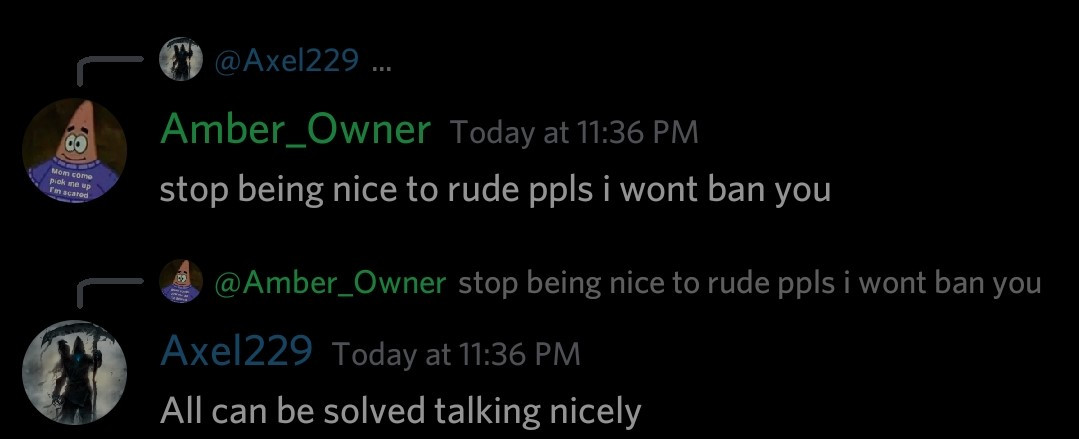 @Axel229 ...
Amber_Owner Today at 11:36 PM
Mom come
pick me up
I'm scared
stop being nice to rude ppls i wont ban you
@Amber_Owner stop being nice to rude ppls i wont ban you
Axel229 Today at 11:36 PM
All can be solved talking nicely